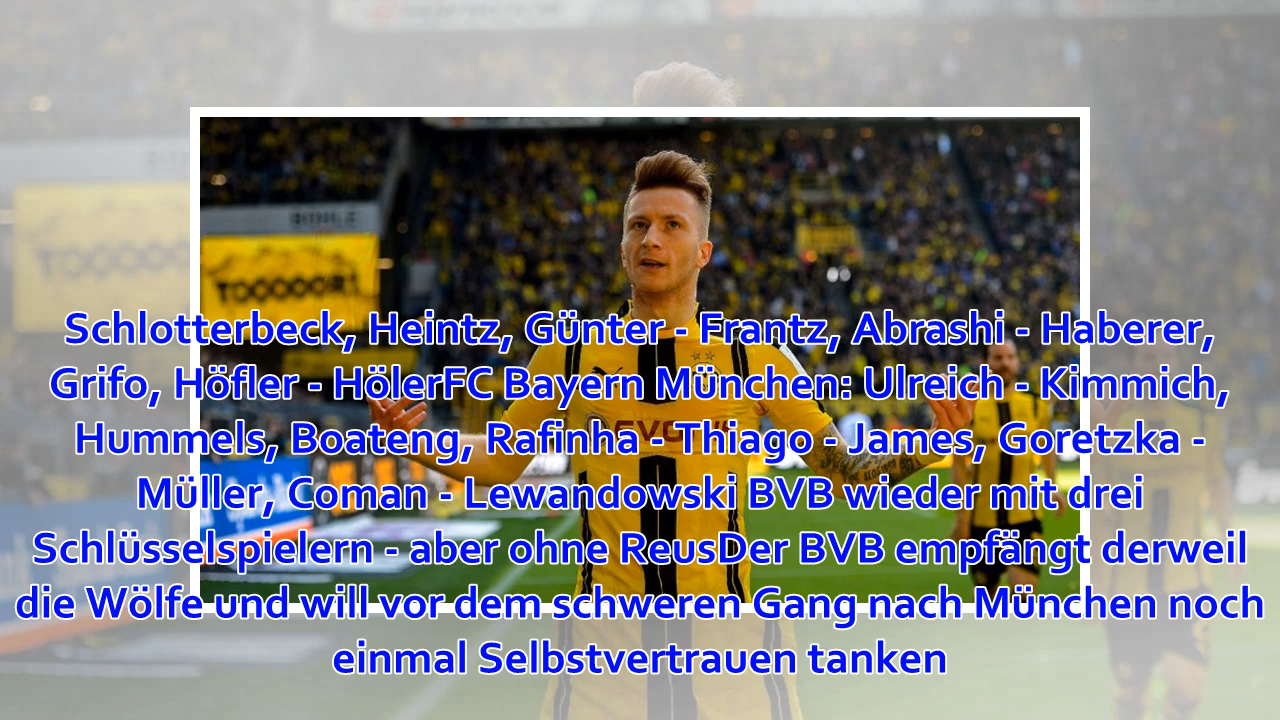 BOHLE
TOOOOOR!
Schlotterbeck, Heintz, Günter - Frantz, Abrashi - Haberer,
Grifo, Höfler - HölerFC Bayern München: Ulreich - Kimmich,
Hummels, Boateng, Rafinha - Thiago - James, Goretzka -
Müller, Coman - Lewandowski BVB wieder mit drei
Schlüsselspielern - aber ohne ReusDer BVB empfängt derweil
die Wölfe und will vor dem schweren Gang nach München noch
einmal Selbstvertrauen tanken